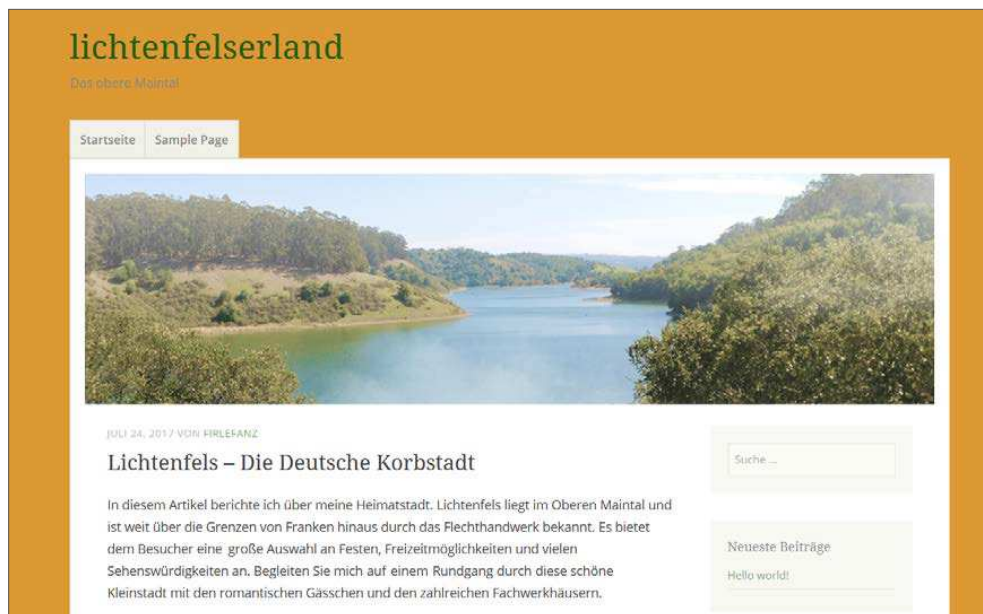 lichtenfelserland
Das obere Maintal
Startseite Sample Page
JULI 24, 2017 VON FIRLEFANZ
Lichtenfels – Die Deutsche Korbstadt
In diesem Artikel berichte ich über meine Heimatstadt. Lichtenfels liegt im Oberen Maintal und
ist weit über die Grenzen von Franken hinaus durch das Flechthandwerk bekannt. Es bietet
dem Besucher eine große Auswahl an Festen, Freizeitmöglichkeiten und vielen
Sehenswürdigkeiten an. Begleiten Sie mich auf einem Rundgang durch diese schöne
Kleinstadt mit den romantischen Gässchen und den zahlreichen Fachwerkhäusern.
Suche ...
Neueste Beiträge
Hello world!